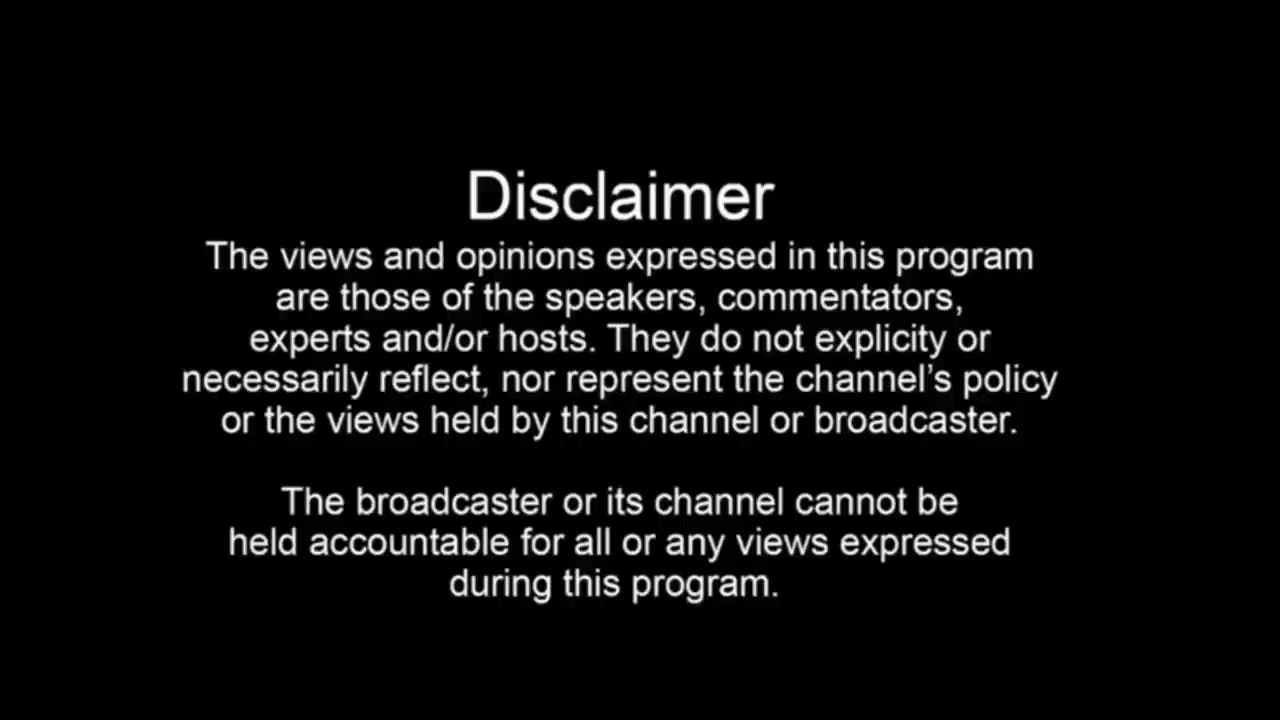 Disclaimer
The views and opinions expressed in this program
are those of the speakers, commentators,
experts and/or hosts. They do not explicity or
necessarily reflect, nor represent the channel’s policy
or the views held by this channel or broadcaster.
The broadcaster or its channel cannot be
held accountable for all or any views expressed
during this program.